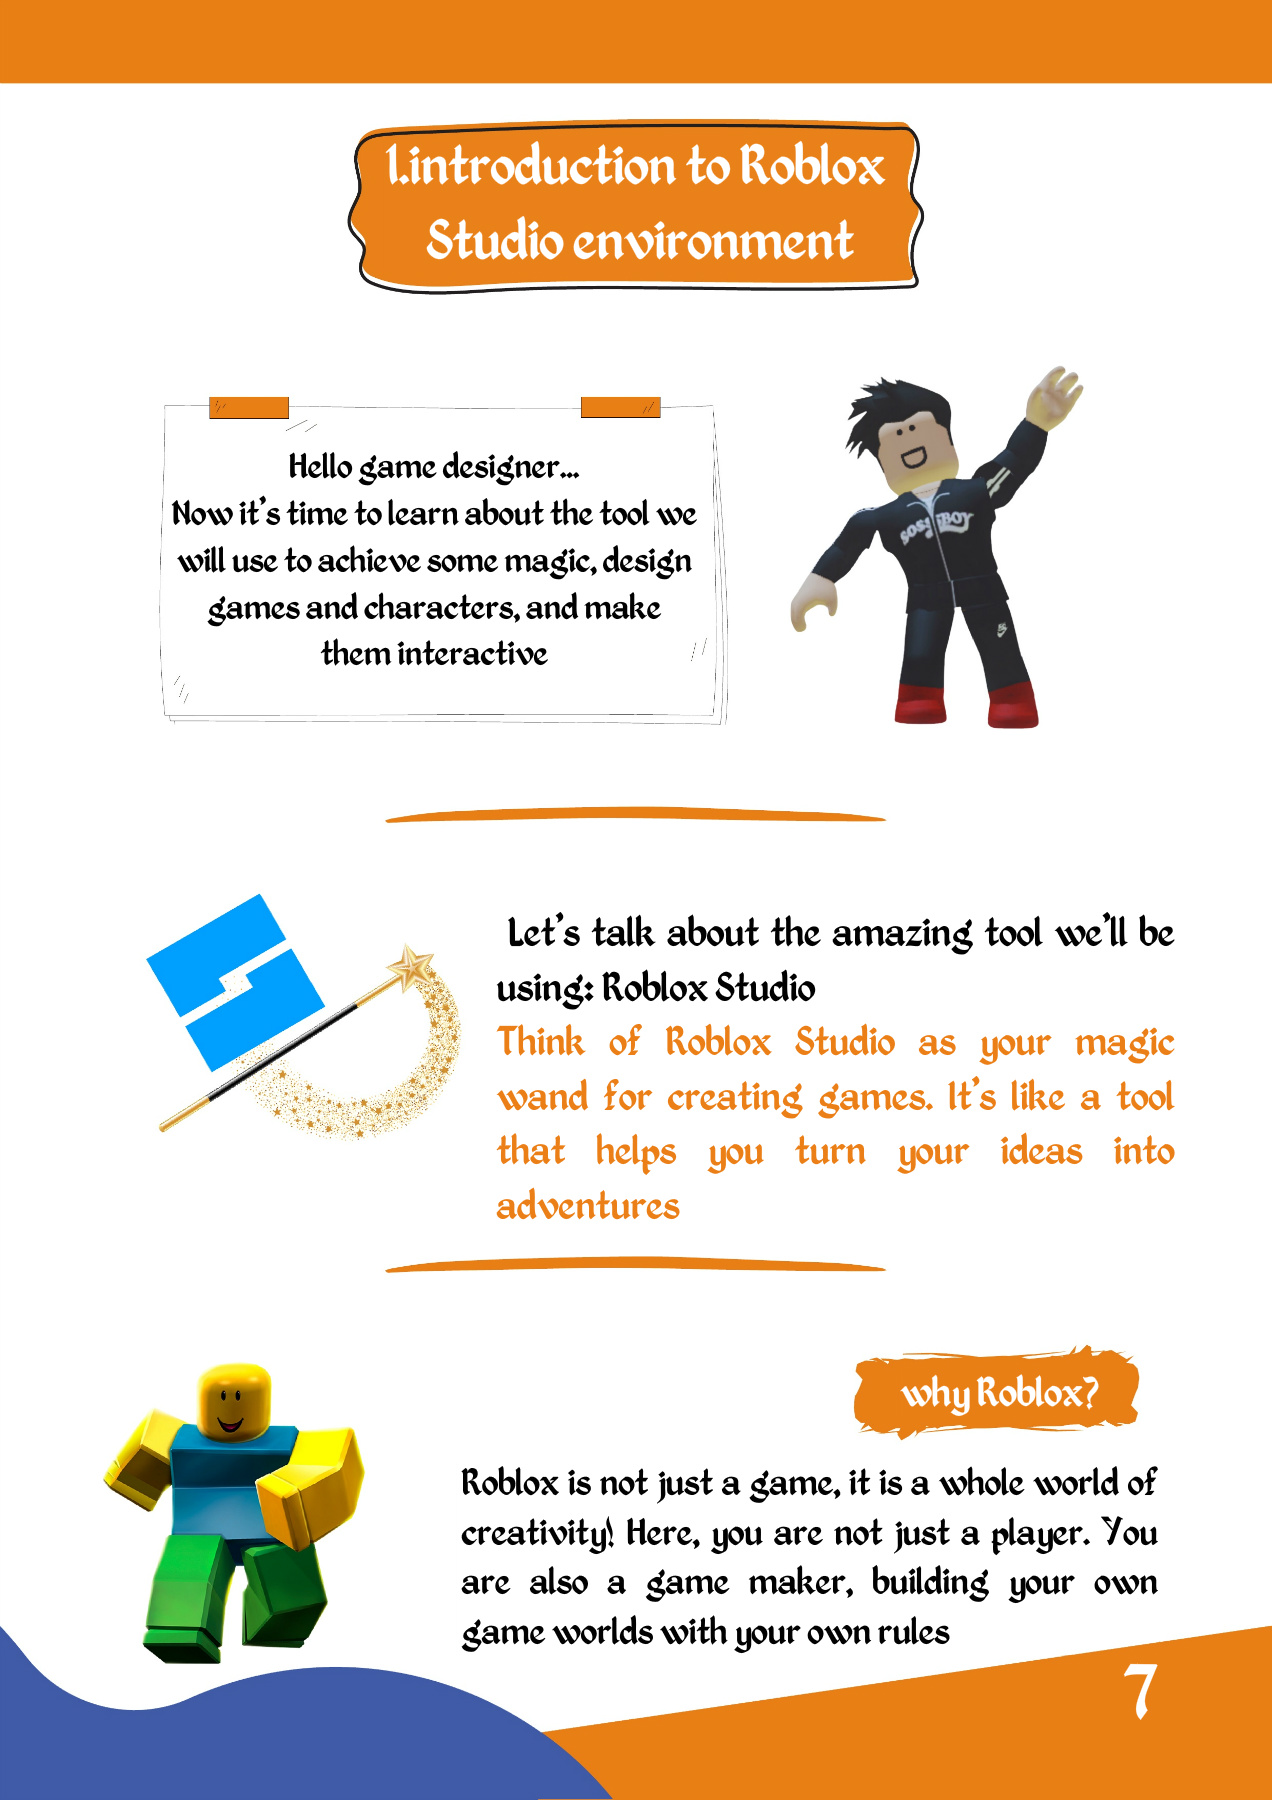 1.introduction to Roblox
Studio environment
Hello game designer...
Now it's time to learn about the tool we
will use to achieve some magic, design
games and characters, and make
them interactive
BOSS BOY
Let's talk about the amazing tool we'll be
using: Roblox Studio
Think of Roblox Studio as your magic
wand for creating games. It's like a tool
that helps you turn your ideas into
adventures
why Roblox?
Roblox is not just a game, it is a whole world of
creativity! Here, you are not just a player. You
are also a game maker, building your own
game worlds with your own rules
7